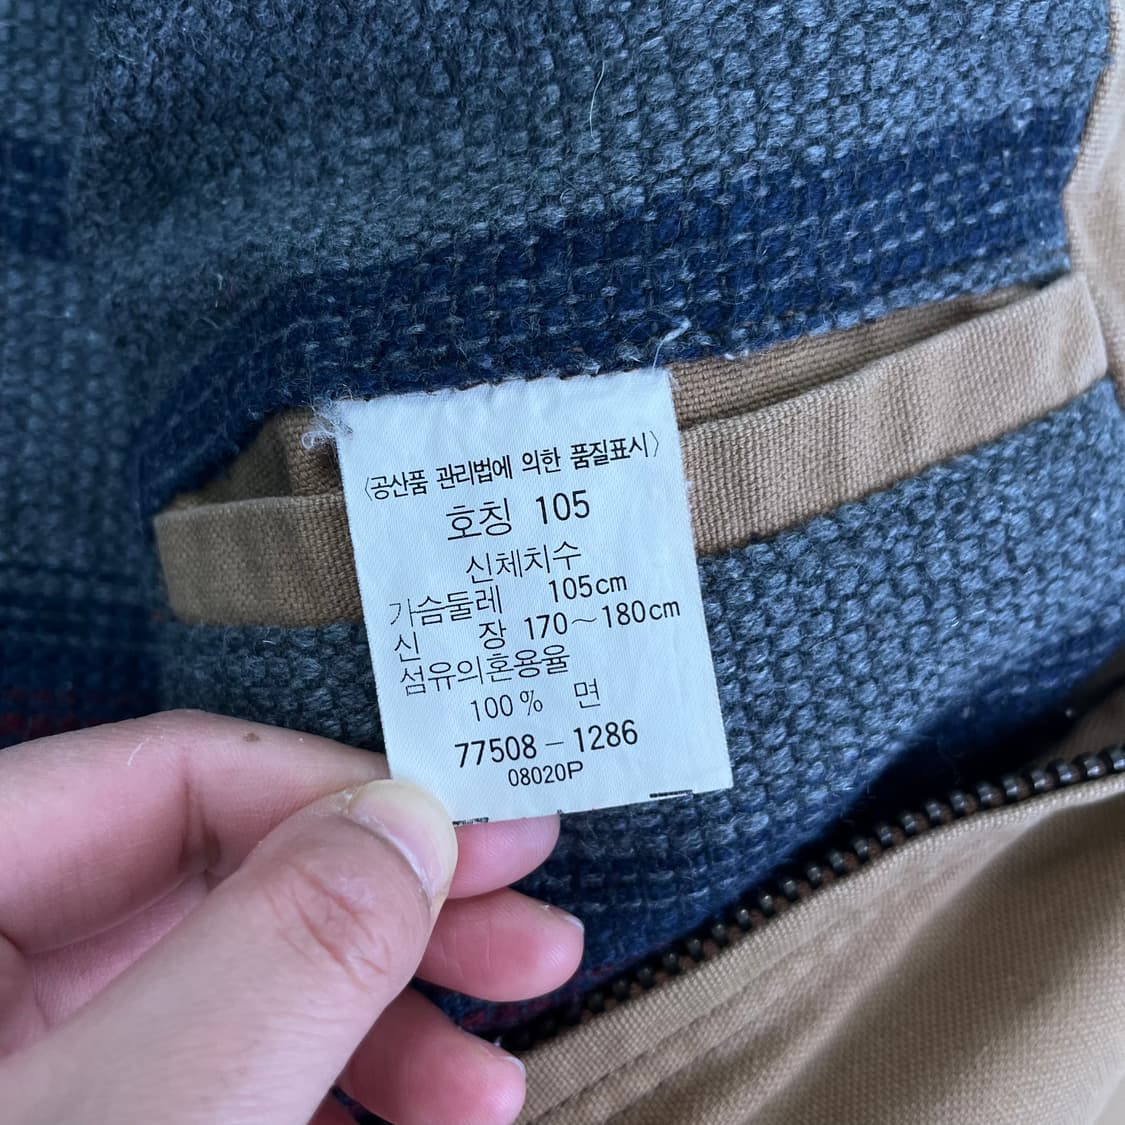 〈공산품 관리법에 의한 품질표시〉
호칭 105
신체치수
가슴둘레 105cm
신 장 170~180cm
섬유의혼용율
100% 면
77508-1286
08020P